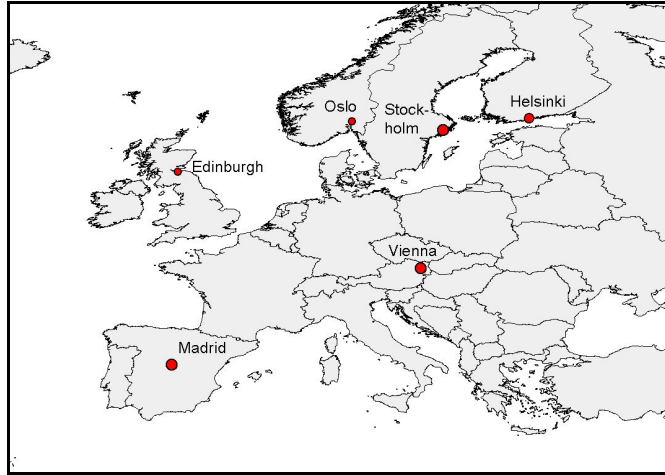 Oslo
Stock-
holm
Helsinki
Edinburgh
Vienna
Madrid